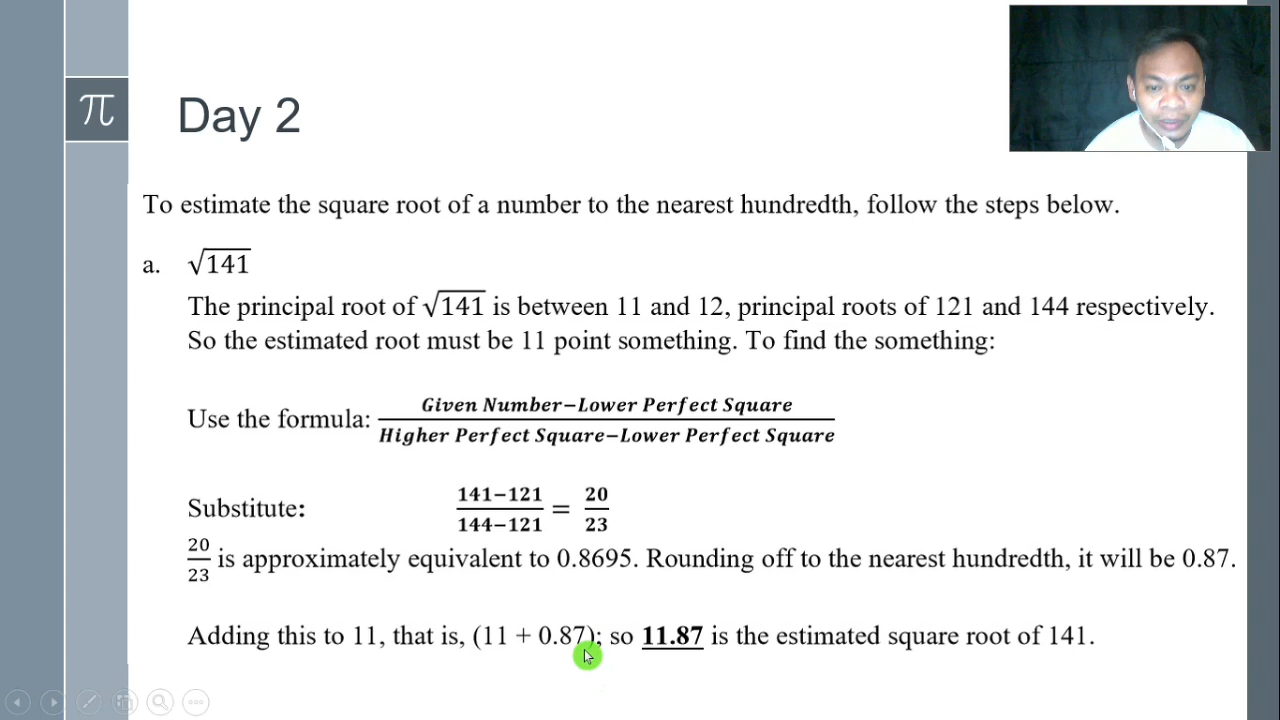 π
Day 2
To estimate the square root of a number to the nearest hundredth, follow the steps below.
a. √141
The principal root of √141 is between 11 and 12, principal roots of 121 and 144 respectively.
So the estimated root must be 11 point something. To find the something:
Use the formula: Given Number−Lower Perfect Square / Higher Perfect Square−Lower Perfect Square
Substitute: 141−121 / 144−121 = 20/23
20/23 is approximately equivalent to 0.8695. Rounding off to the nearest hundredth, it will be 0.87.
Adding this to 11, that is, (11 + 0.87); so 11.87 is the estimated square root of 141.